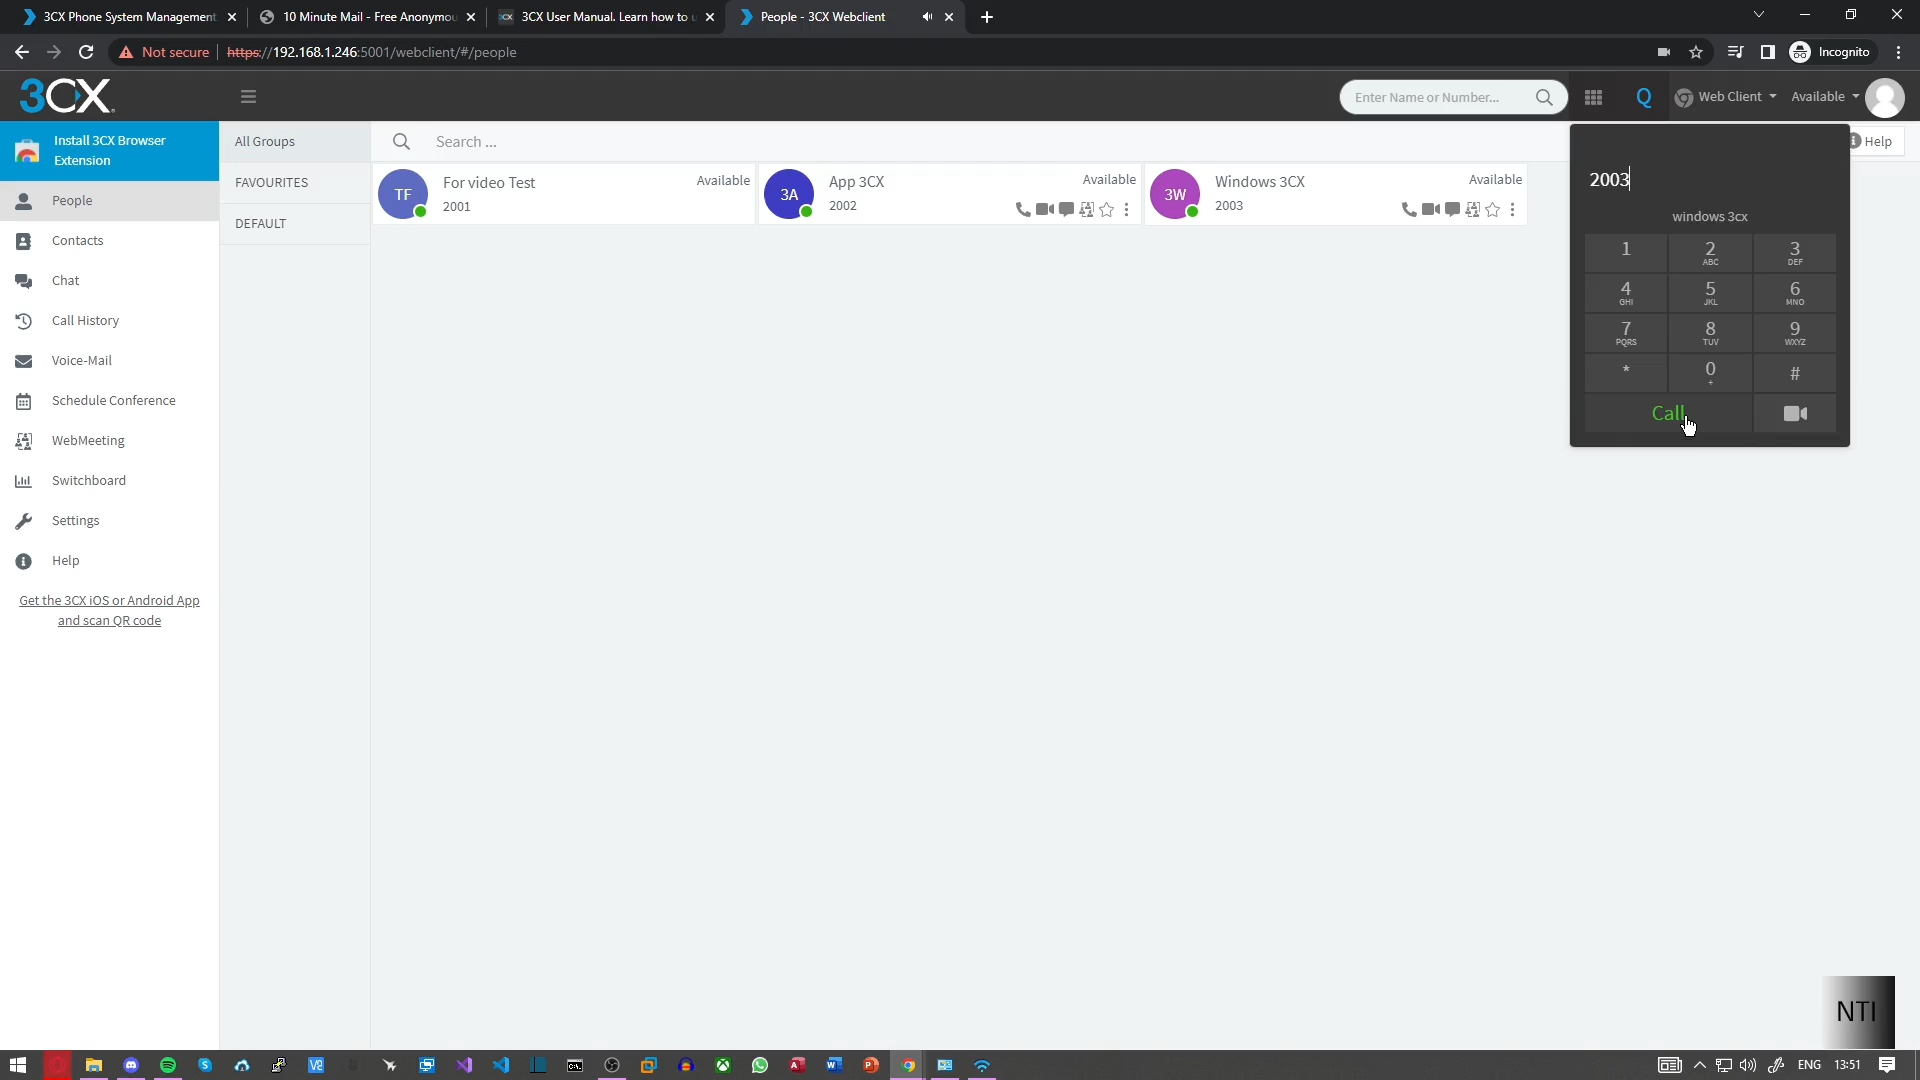 3CX Phone System Management
10 Minute Mail - Free Anonymou
3CX User Manual. Learn how to u
People - 3CX Webclient
Not secure
https://192.168.1.246:5001/webclient/#/people
Incognito
3CX
Enter Name or Number...
Q
Web Client
Available
Install 3CX Browser
Extension
People
Contacts
Chat
Call History
Voice-Mail
Schedule Conference
WebMeeting
Switchboard
Settings
Help
Get the 3CX iOS or Android App
and scan QR code
All Groups
FAVOURITES
DEFAULT
Search ...
Help
TF
For video Test
2001
Available
3A
App 3CX
2002
Available
3W
Windows 3CX
2003
Available
2003
windows 3cx
1
2
ABC
3
DEF
4
GHI
5
JKL
6
MNO
7
PQRS
8
TUV
9
WXYZ
*
0
+
#
Call
NTI
ENG
13:51